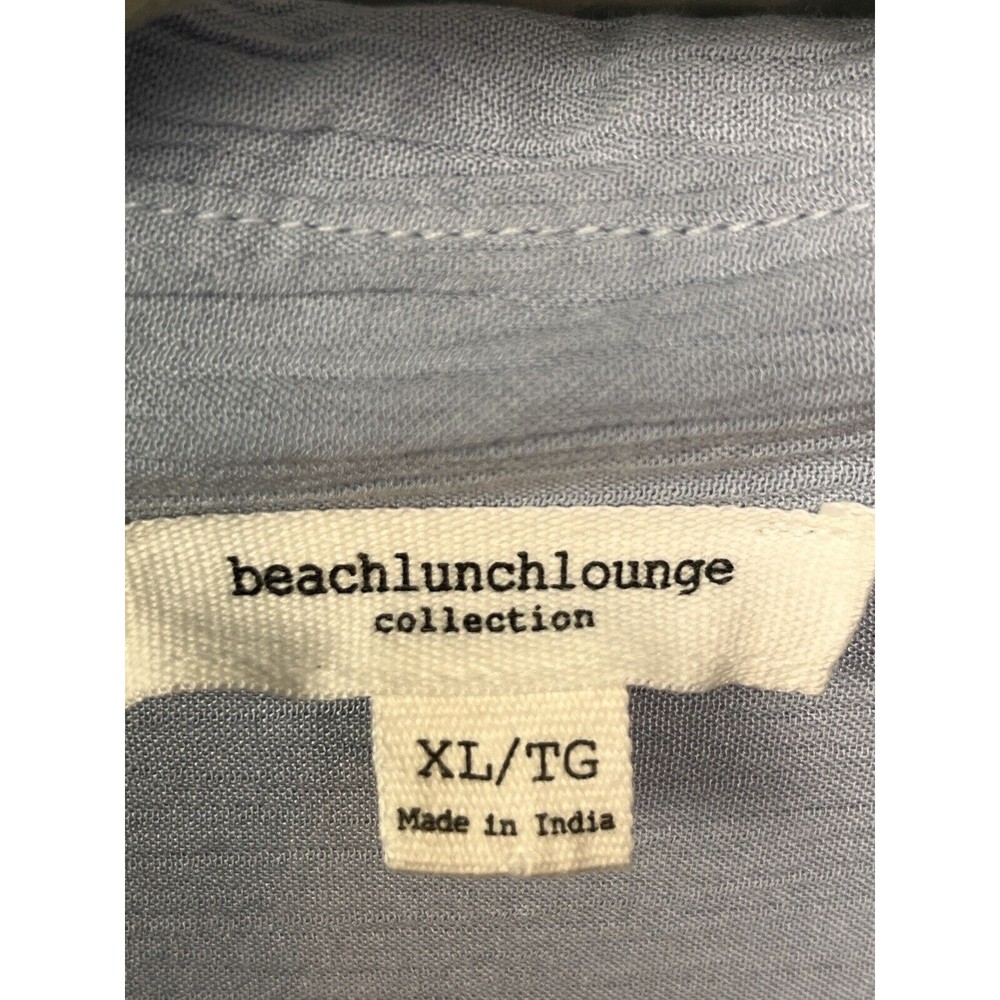 beachlunchlounge
collection
XL/TG
Made in India